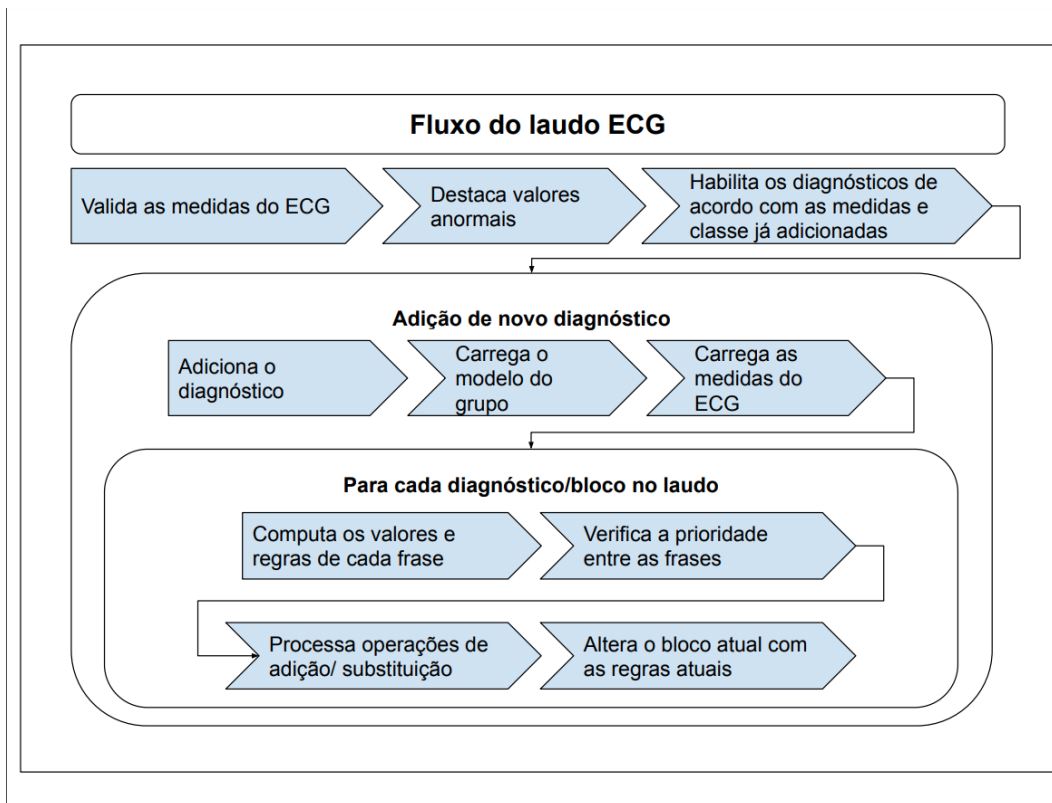 Fluxo do laudo ECG
Valida as medidas do ECG
Destaca valores
anormais
Habilita os diagnósticos de
acordo com as medidas e
classe já adicionadas
Adição de novo diagnóstico
Adiciona o
diagnóstico
Carrega o
modelo do
grupo
Carrega as
medidas do
ECG
Para cada diagnóstico/bloco no laudo
Computa os valores e
regras de cada frase
Verifica a prioridade
entre as frases
Processa operações de
adição/ substituição
Altera o bloco atual com
as regras atuais